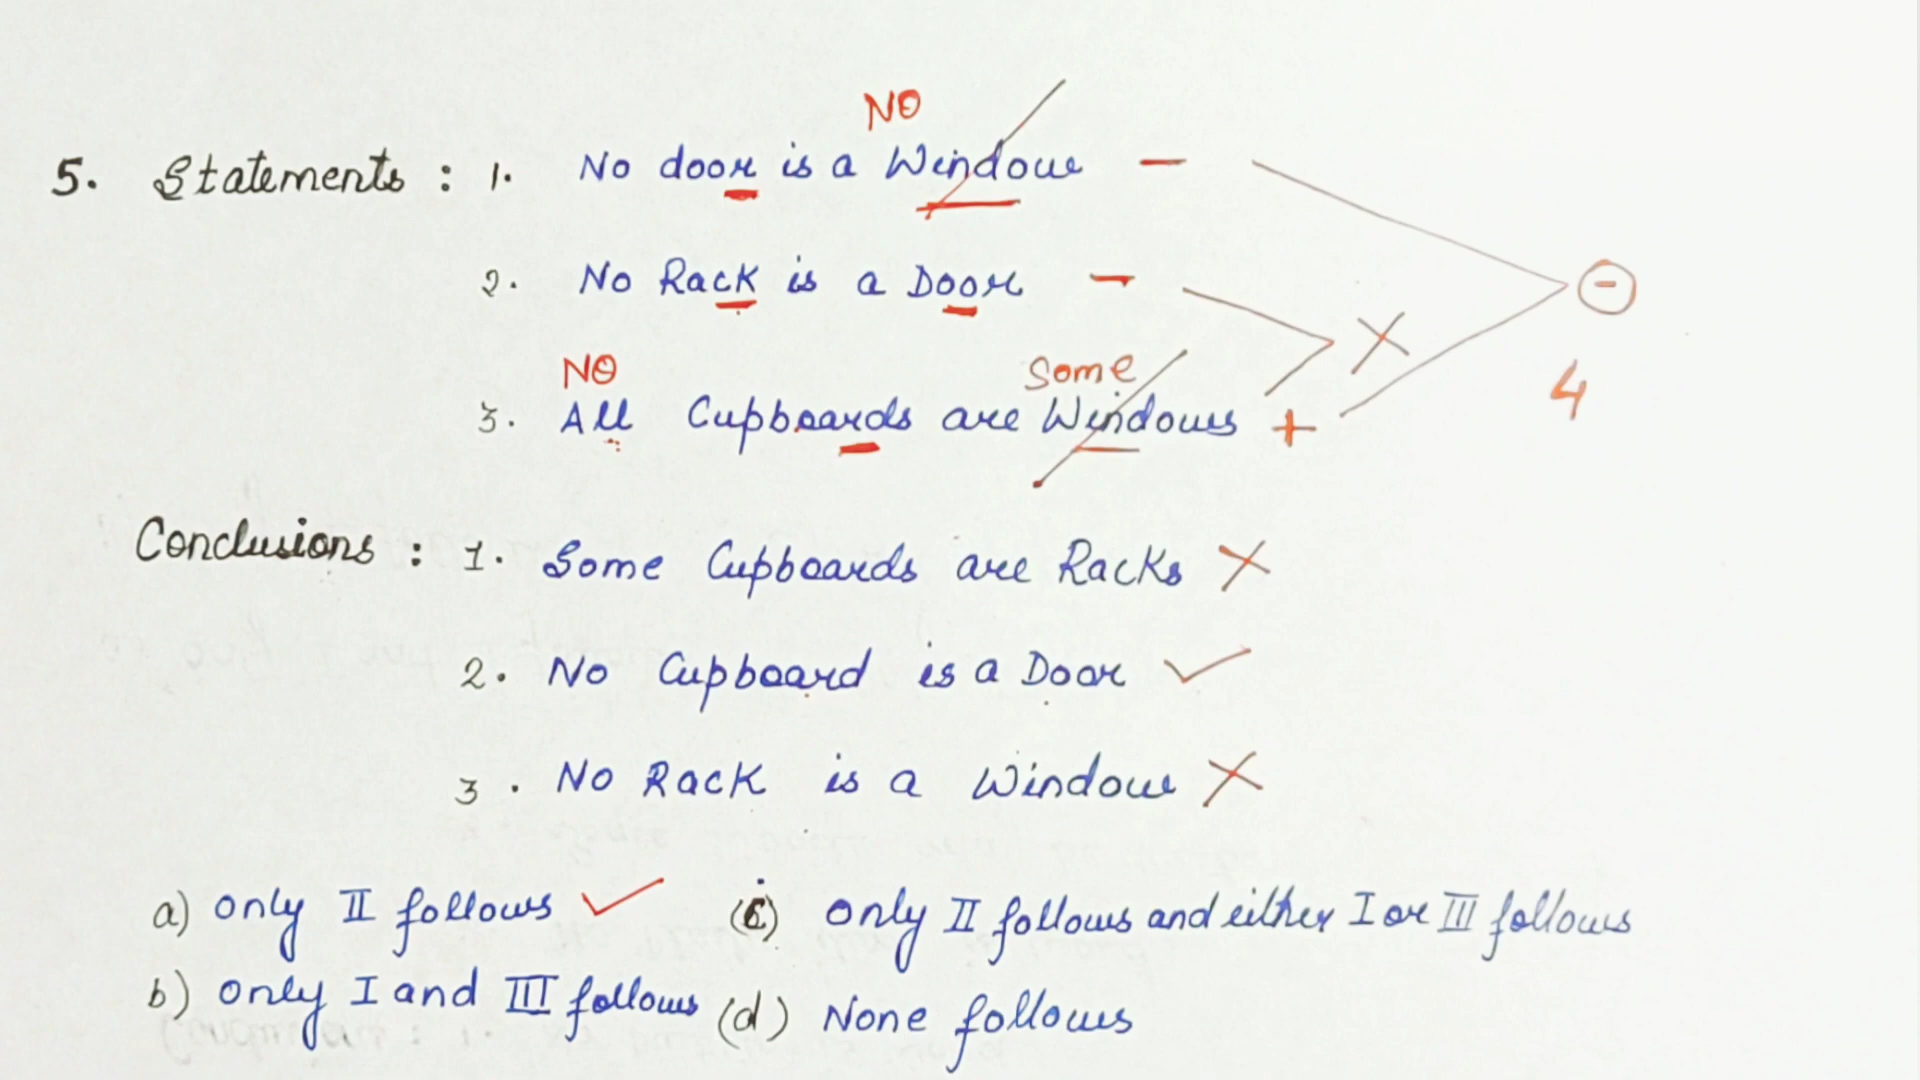 NO
5. Statements : 1. No door is a Window −
2. No Rack is a Door −
NO Some
3. All Cupboards are Windows +
⊖
4
Conclusions : 1. Some Cupboards are Racks ✗
2. No Cupboard is a Door ✓
3. No Rack is a Window ✗
a) only II follows ✓ (c) only II follows and either I or III follows
b) only I and III follows (d) None follows